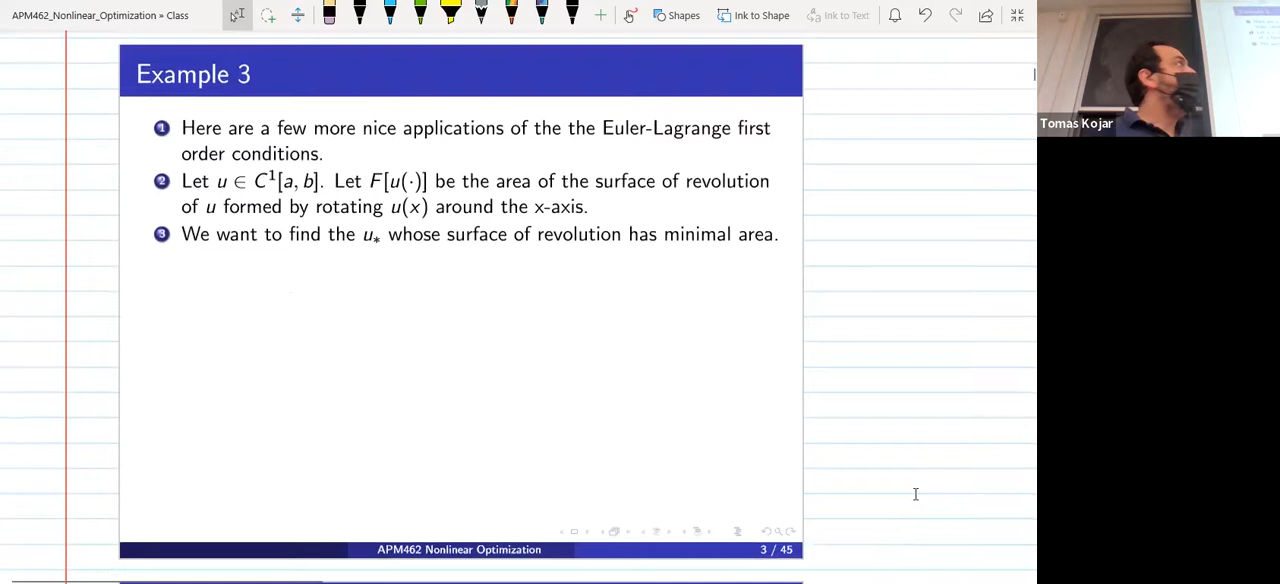 APM462_Nonlinear_Optimization » Class
Shapes
Ink to Shape
Ink to Text
Example 3
1 Here are a few more nice applications of the the Euler-Lagrange first
order conditions.
2 Let u ∈ C¹[a, b]. Let F[u(·)] be the area of the surface of revolution
of u formed by rotating u(x) around the x-axis.
3 We want to find the u* whose surface of revolution has minimal area.
APM462 Nonlinear Optimization
3 / 45
Tomas Kojar